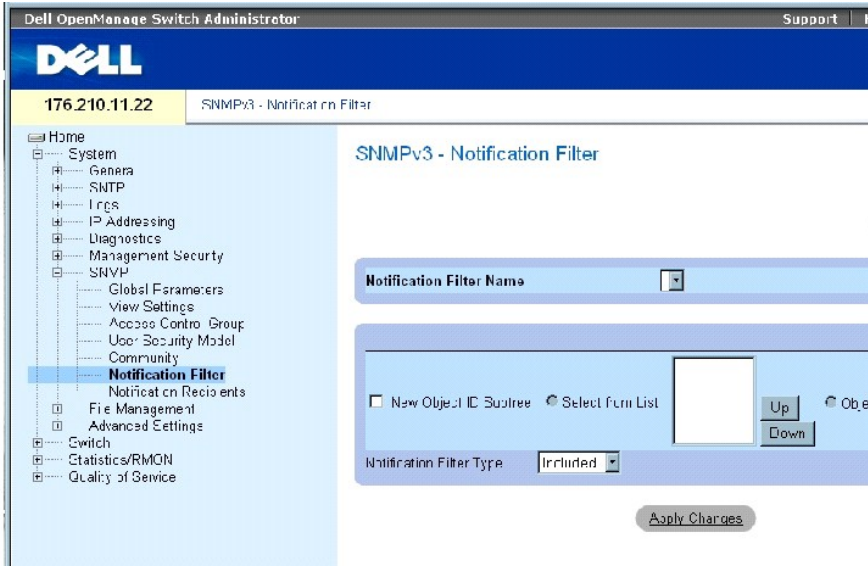 Dell OpenManage Switch Administrator
Support
DELL
176.210.11.22
SNMPv3 - Notification Filter
Home
System
General
SNTP
Logs
IP Addressing
Diagnostics
Management Security
SNMP
Global Parameters
View Settings
Access Control Group
User Security Model
Community
Notification Filter
Notification Recipients
File Management
Advanced Settings
Switch
Statistics/RMON
Quality of Service
SNMPv3 - Notification Filter
Notification Filter Name
New Object ID Subtree
Select from List
Up
Down
Obje
Notification Filter Type
Included
Apply Changes